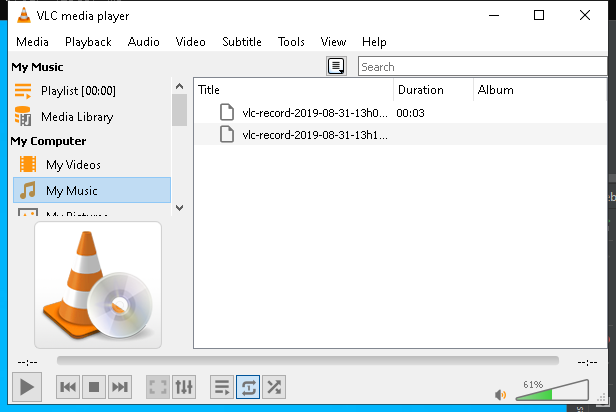 VLC media player
Media Playback Audio Video Subtitle Tools View Help
My Music
Search
Playlist [00:00]
Media Library
My Computer
My Videos
My Music
Title Duration Album
vlc-record-2019-08-31-13h0... 00:03
vlc-record-2019-08-31-13h1...
--:-- --:--
61%